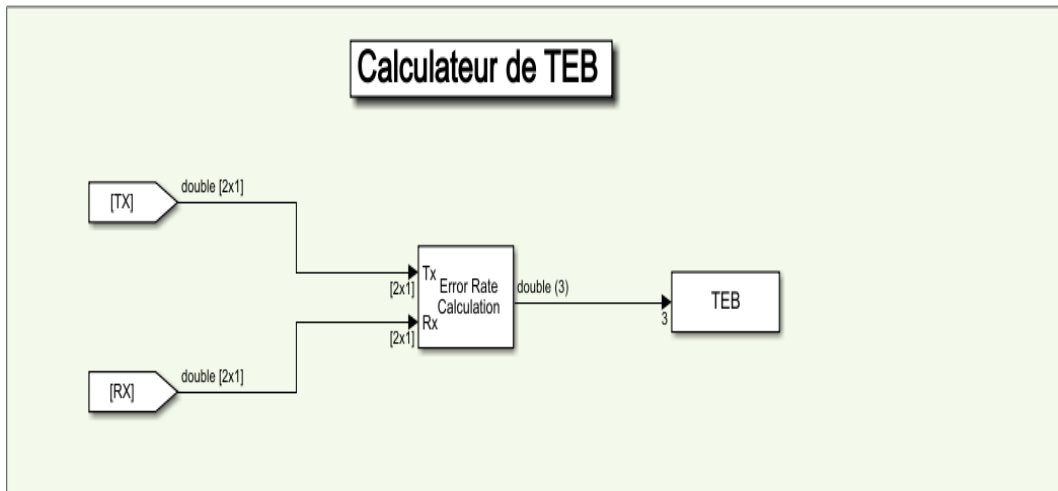 Calculateur de TEB
[TX]
double [2x1]
Tx
[2x1]
Error Rate
Calculation
Rx
[2x1]
double (3)
3
TEB
[RX]
double [2x1]